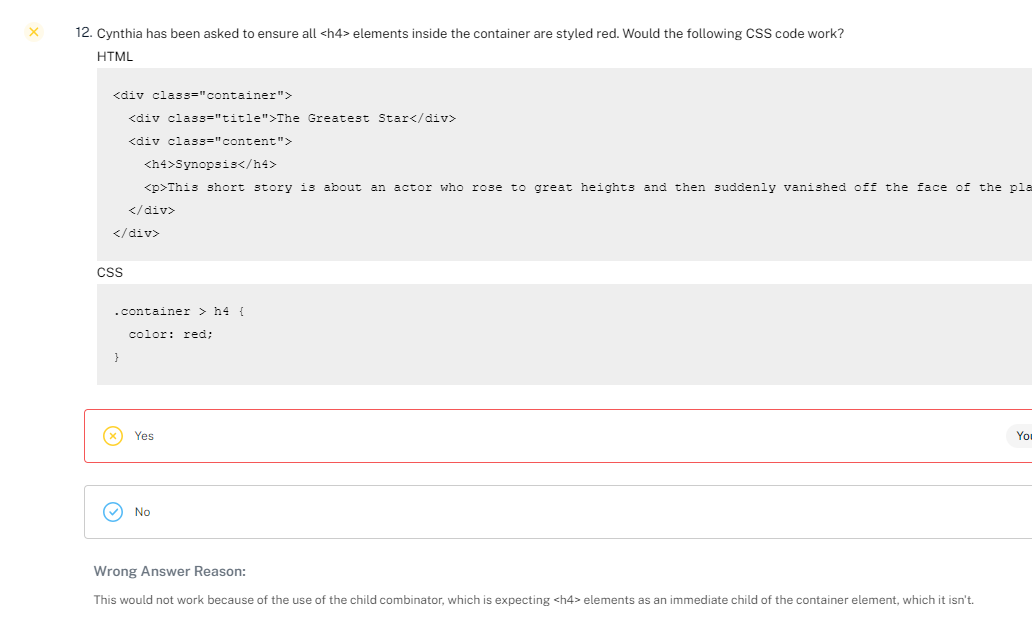 12. Cynthia has been asked to ensure all <h4> elements inside the container are styled red. Would the following CSS code work?
HTML
<div class="container">
<div class="title">The Greatest Star</div>
<div class="content">
<h4>Synopsis</h4>
<p>This short story is about an actor who rose to great heights and then suddenly vanished off the face of the pla
</div>
</div>
CSS
.container > h4 {
color: red;
}
Yes
You
No
Wrong Answer Reason:
This would not work because of the use of the child combinator, which is expecting <h4> elements as an immediate child of the container element, which it isn't.